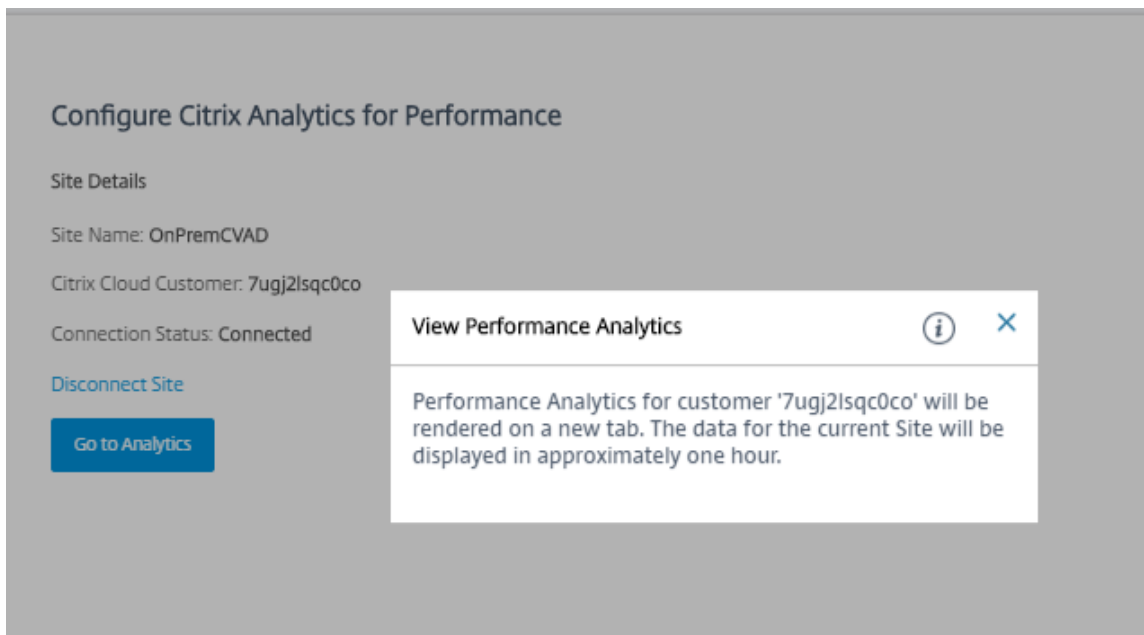 Configure Citrix Analytics for Performance
Site Details
Site Name: OnPremCVAD
Citrix Cloud Customer: 7ugj2lsqc0co
Connection Status: Connected
Disconnect Site
Go to Analytics
View Performance Analytics
Performance Analytics for customer '7ugj2lsqc0co' will be
rendered on a new tab. The data for the current Site will be
displayed in approximately one hour.